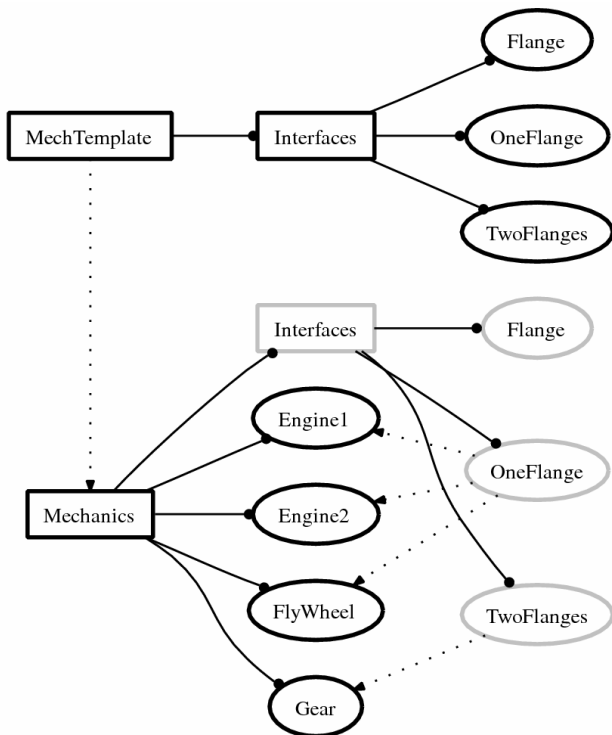 Flange
MechTemplate
Interfaces
OneFlange
TwoFlanges
Interfaces
Flange
Engine1
OneFlange
Mechanics
Engine2
FlyWheel
TwoFlanges
Gear